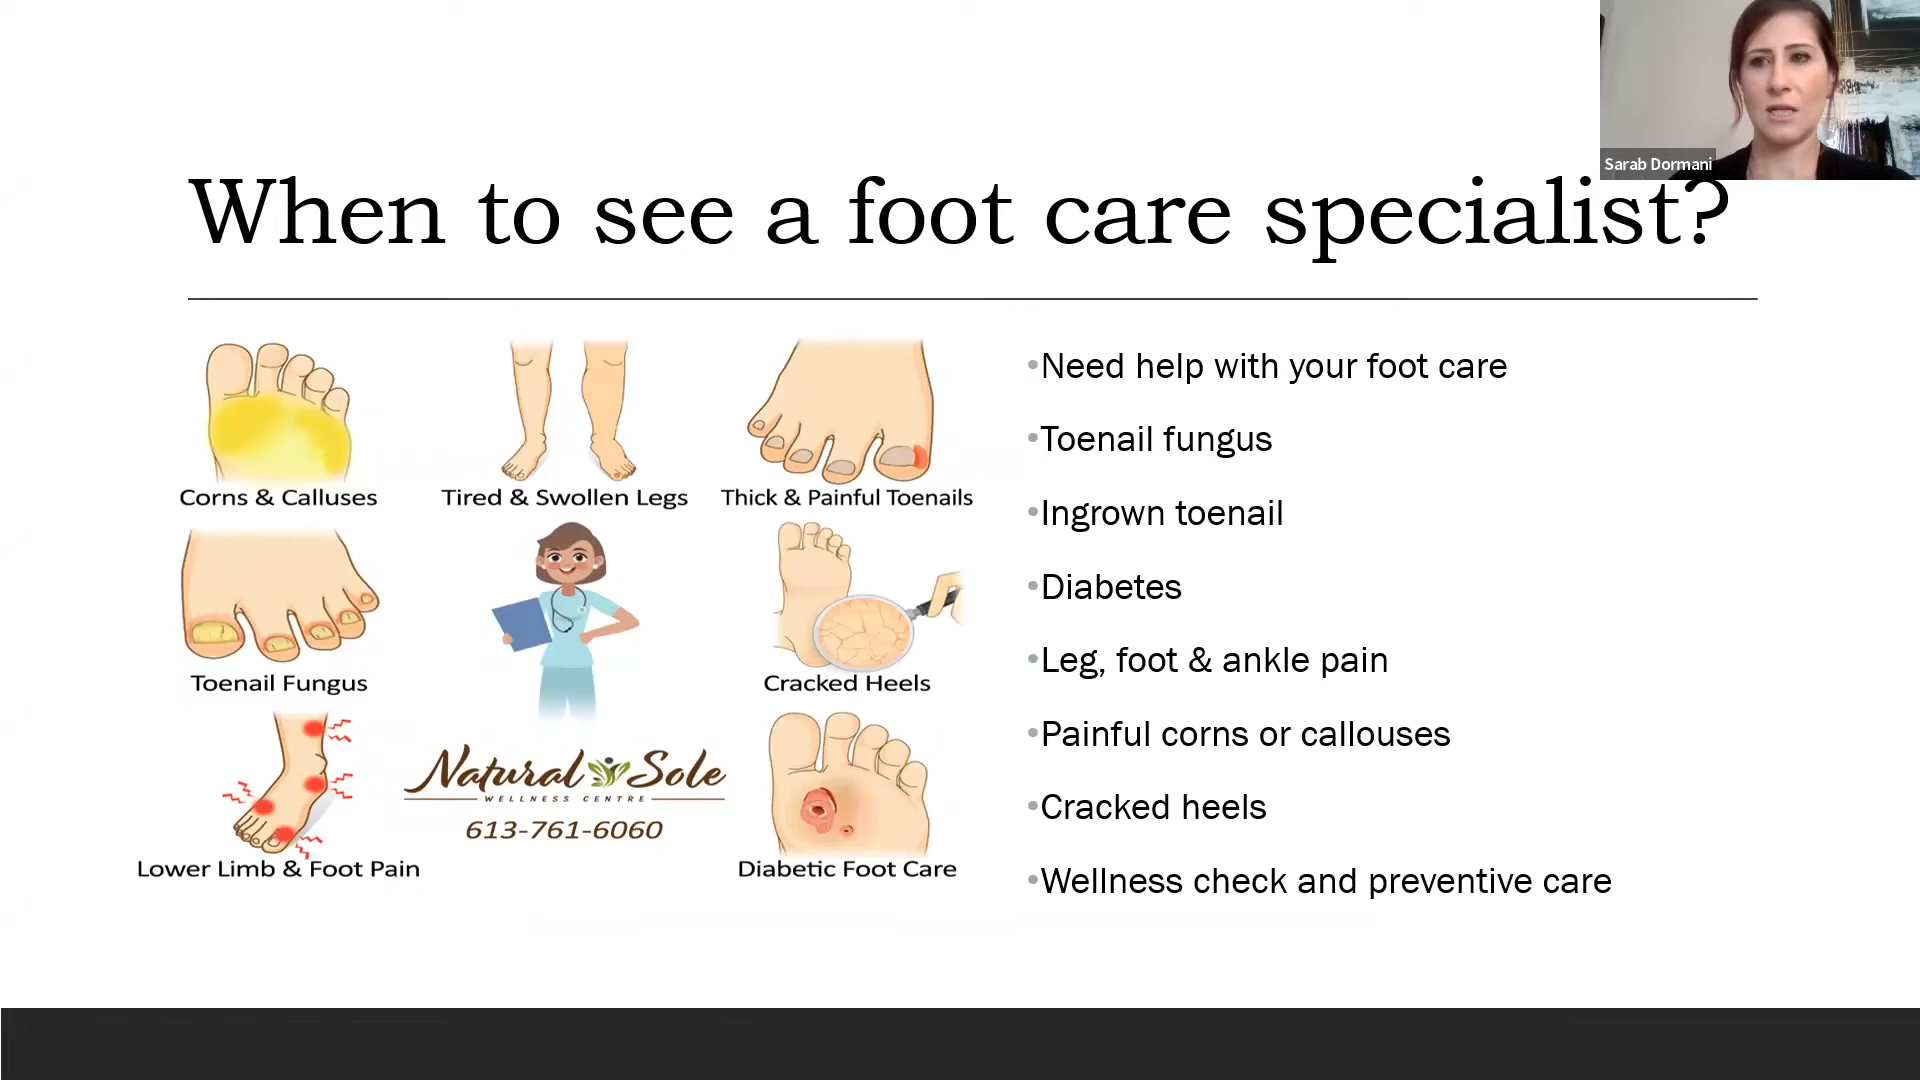 Sarab Dormani
When to see a foot care specialist?
Corns & Calluses
Tired & Swollen Legs
Thick & Painful Toenails
Toenail Fungus
Cracked Heels
Natural Sole
WELLNESS CENTRE
613-761-6060
Lower Limb & Foot Pain
Diabetic Foot Care
•Need help with your foot care
•Toenail fungus
•Ingrown toenail
•Diabetes
•Leg, foot & ankle pain
•Painful corns or callouses
•Cracked heels
•Wellness check and preventive care